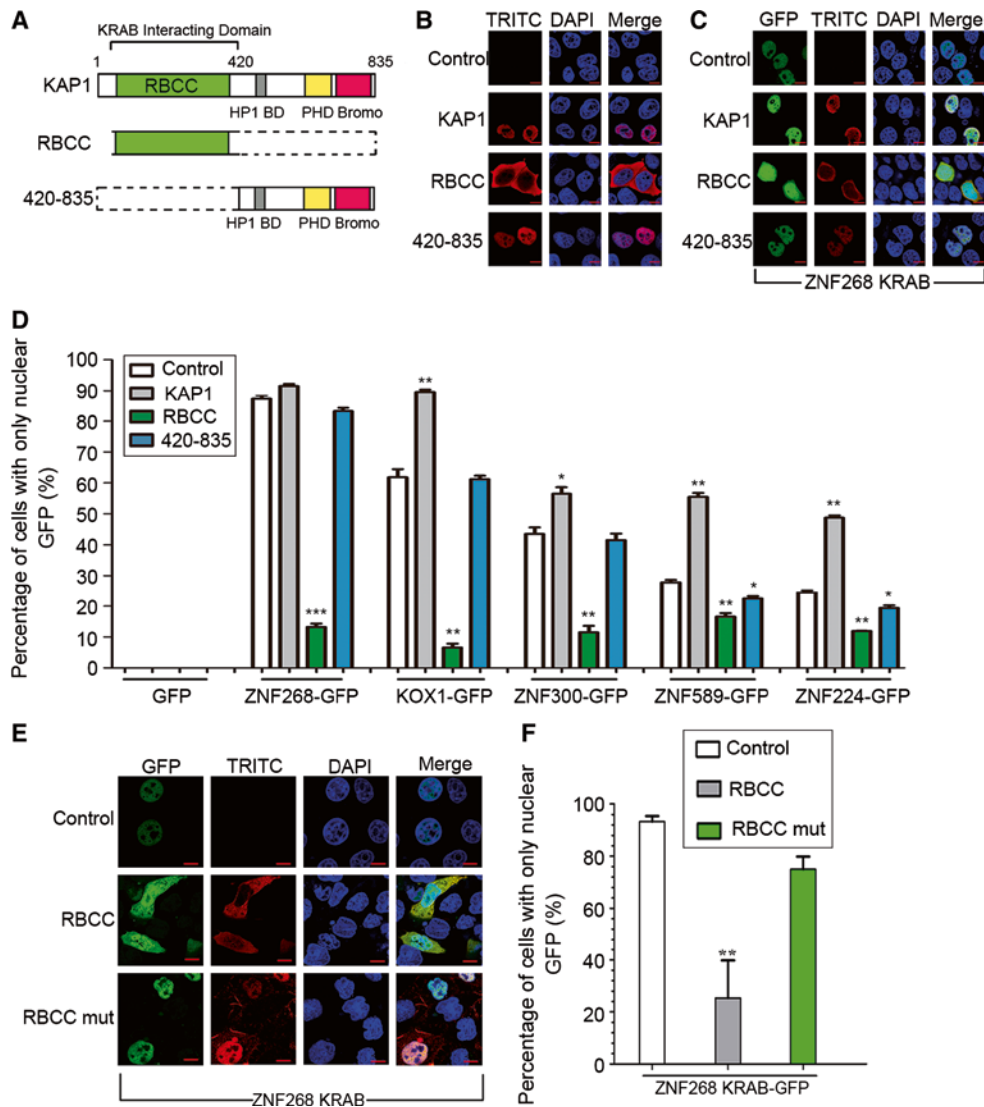 A
KRAB Interacting Domain
1 420 835
KAP1 RBCC
HP1 BD PHD Bromo
RBCC
420-835
HP1 BD PHD Bromo
B
TRITC DAPI Merge
Control
KAP1
RBCC
420-835
C
GFP TRITC DAPI Merge
Control
KAP1
RBCC
420-835
ZNF268 KRAB
D
Percentage of cells with only nuclear
GFP (%)
100
90
80
70
60
50
40
30
20
10
0
Control
KAP1
RBCC
420-835
***
**
**
*
**
**
**
*
**
**
*
GFP ZNF268-GFP KOX1-GFP ZNF300-GFP ZNF589-GFP ZNF224-GFP
E
GFP TRITC DAPI Merge
Control
RBCC
RBCC mut
ZNF268 KRAB
F
Control
RBCC
RBCC mut
Percentage of cells with only nuclear
GFP (%)
100
80
60
40
20
0
**
ZNF268 KRAB-GFP